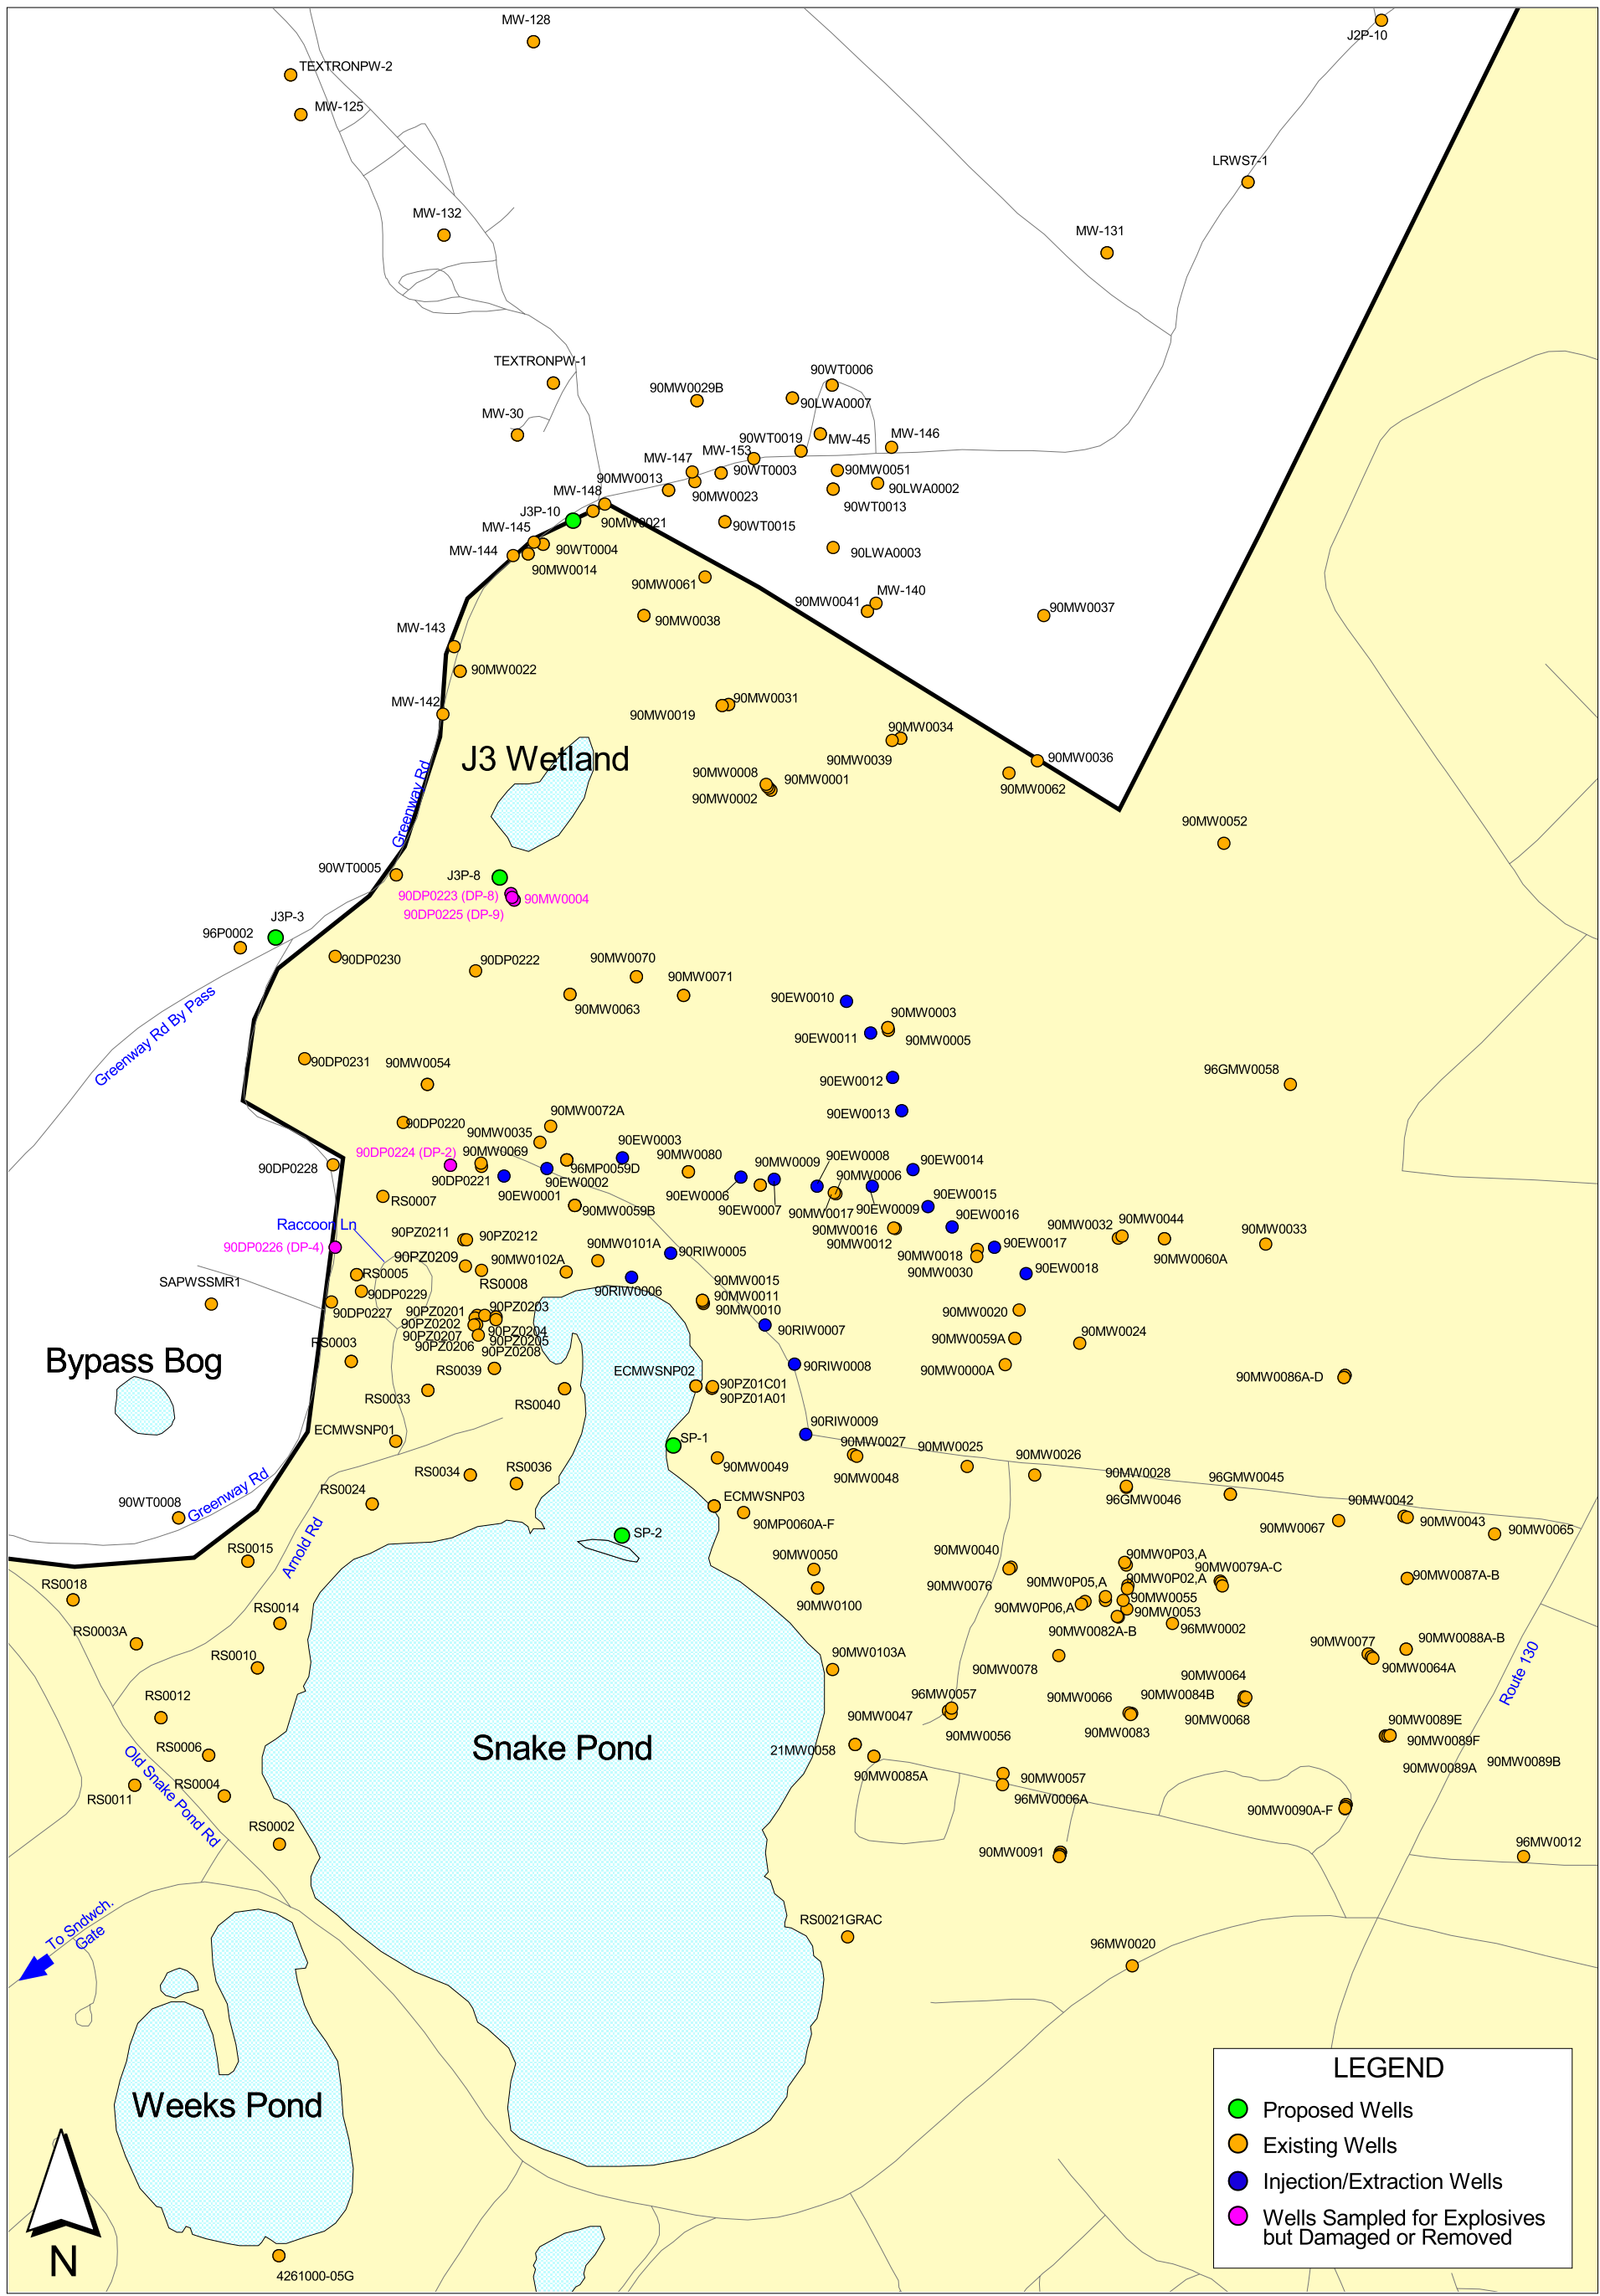 MW-128
J2P-10
TEXTRONPW-2
MW-125
LRWS7-1
MW-132
MW-131
TEXTRONPW-1
90WT0006
90MW0029B
90LWA0007
MW-30
90WT0019
MW-45
MW-146
MW-153
MW-147
90WT0003
90MW0051
90MW0013
90LWA0002
MW-148
90MW0023
90WT0013
J3P-10
90MW0021
90WT0015
MW-145
MW-144
90WT0004
90LWA0003
90MW0014
90MW0061
90MW0041
MW-140
90MW0037
90MW0038
MW-143
90MW0022
MW-142
90MW0031
90MW0019
90MW0034
J3 Wetland
90MW0039
90MW0036
90MW0008
90MW0001
90MW0062
90MW0002
Greenway Rd
90MW0052
90WT0005
J3P-8
90DP0223 (DP-8)
90MW0004
90DP0225 (DP-9)
J3P-3
96P0002
90DP0230
90DP0222
90MW0070
90MW0071
90EW0010
90MW0063
90MW0003
Greenway Rd By Pass
90EW0011
90MW0005
90DP0231
90MW0054
96GMW0058
90EW0012
90EW0013
90DP0220
90MW0072A
90MW0035
90DP0224 (DP-2)
90MW0069
90EW0003
90DP0228
90MW0080
90MW0009
90EW0008
90EW0014
96MP0059D
90DP0221
90EW0002
90MW0006
90EW0001
90EW0006
RS0007
90MW0059B
90EW0007
90MW0017
90EW0009
90EW0015
Raccoon Ln
90PZ0211
90PZ0212
90MW0016
90EW0016
90MW0032
90MW0044
90MW0033
90DP0226 (DP-4)
90MW0101A
90RIW0005
90MW0012
90EW0017
90PZ0209
90MW0102A
90MW0018
90MW0060A
RS0005
90MW0030
90EW0018
SAPWSSMR1
RS0008
90RIW0006
90MW0015
90DP0229
90MW0011
90DP0227
90PZ0201
90PZ0203
90MW0010
90MW0020
90PZ0202
90PZ0204
90RIW0007
90PZ0207
90PZ0205
90MW0059A
90MW0024
RS0003
90PZ0206
90PZ0208
Bypass Bog
RS0039
ECMWSNP02
90RIW0008
90MW0000A
90MW0086A-D
90PZ01C01
90PZ01A01
RS0033
RS0040
ECMWSNP01
SP-1
90RIW0009
90MW0027
90MW0025
90MW0026
RS0034
RS0036
90MW0049
90MW0048
90MW0028
96GMW0045
Greenway Rd
RS0024
ECMWSNP03
96GMW0046
90WT0008
90MP0060A-F
90MW0042
90MW0067
90MW0043
90MW0065
SP-2
Arnold Rd
RS0015
90MW0050
90MW0040
90MW0P03,A
90MW0079A-C
RS0018
90MW0076
90MW0P05,A
90MW0P02,A
90MW0087A-B
90MW0100
90MW0055
RS0014
90MW0P06,A
90MW0053
RS0003A
90MW0082A-B
96MW0002
RS0010
90MW0103A
90MW0078
90MW0077
90MW0088A-B
90MW0064A
90MW0064
RS0012
96MW0057
90MW0066
90MW0084B
Route 130
90MW0047
90MW0083
90MW0068
90MW0056
90MW0089E
Snake Pond
90MW0089F
RS0006
21MW0058
90MW0089B
90MW0089A
Old Snake Pond Rd
90MW0085A
90MW0057
RS0011
RS0004
96MW0006A
90MW0090A-F
RS0002
90MW0091
96MW0012
To Sndwch.
Gate
RS0021GRAC
96MW0020
Weeks Pond
LEGEND
Proposed Wells
Existing Wells
Injection/Extraction Wells
Wells Sampled for Explosives
but Damaged or Removed
N
4261000-05G